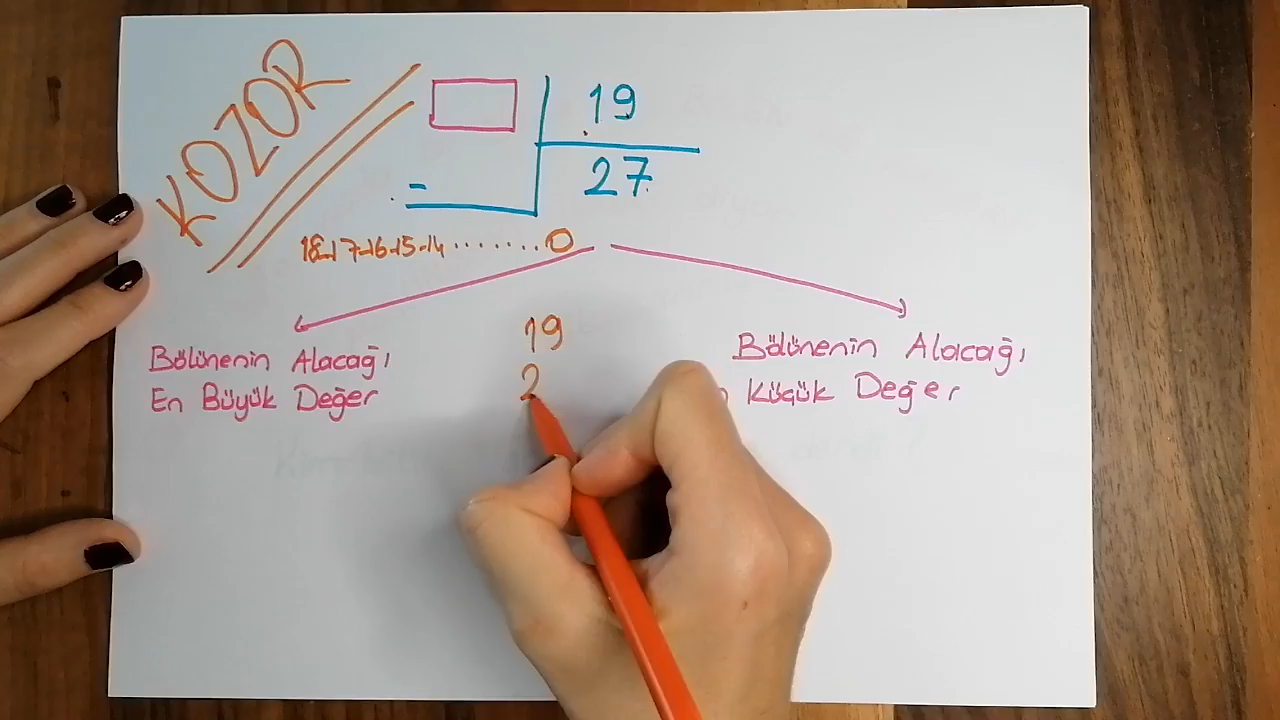 KOZOR
19
27
-
18-17-16-15-14.......0
Bölünenin Alacağı
En Büyük Değer
19
2
Bölünenin Alacağı
Küçük Değer